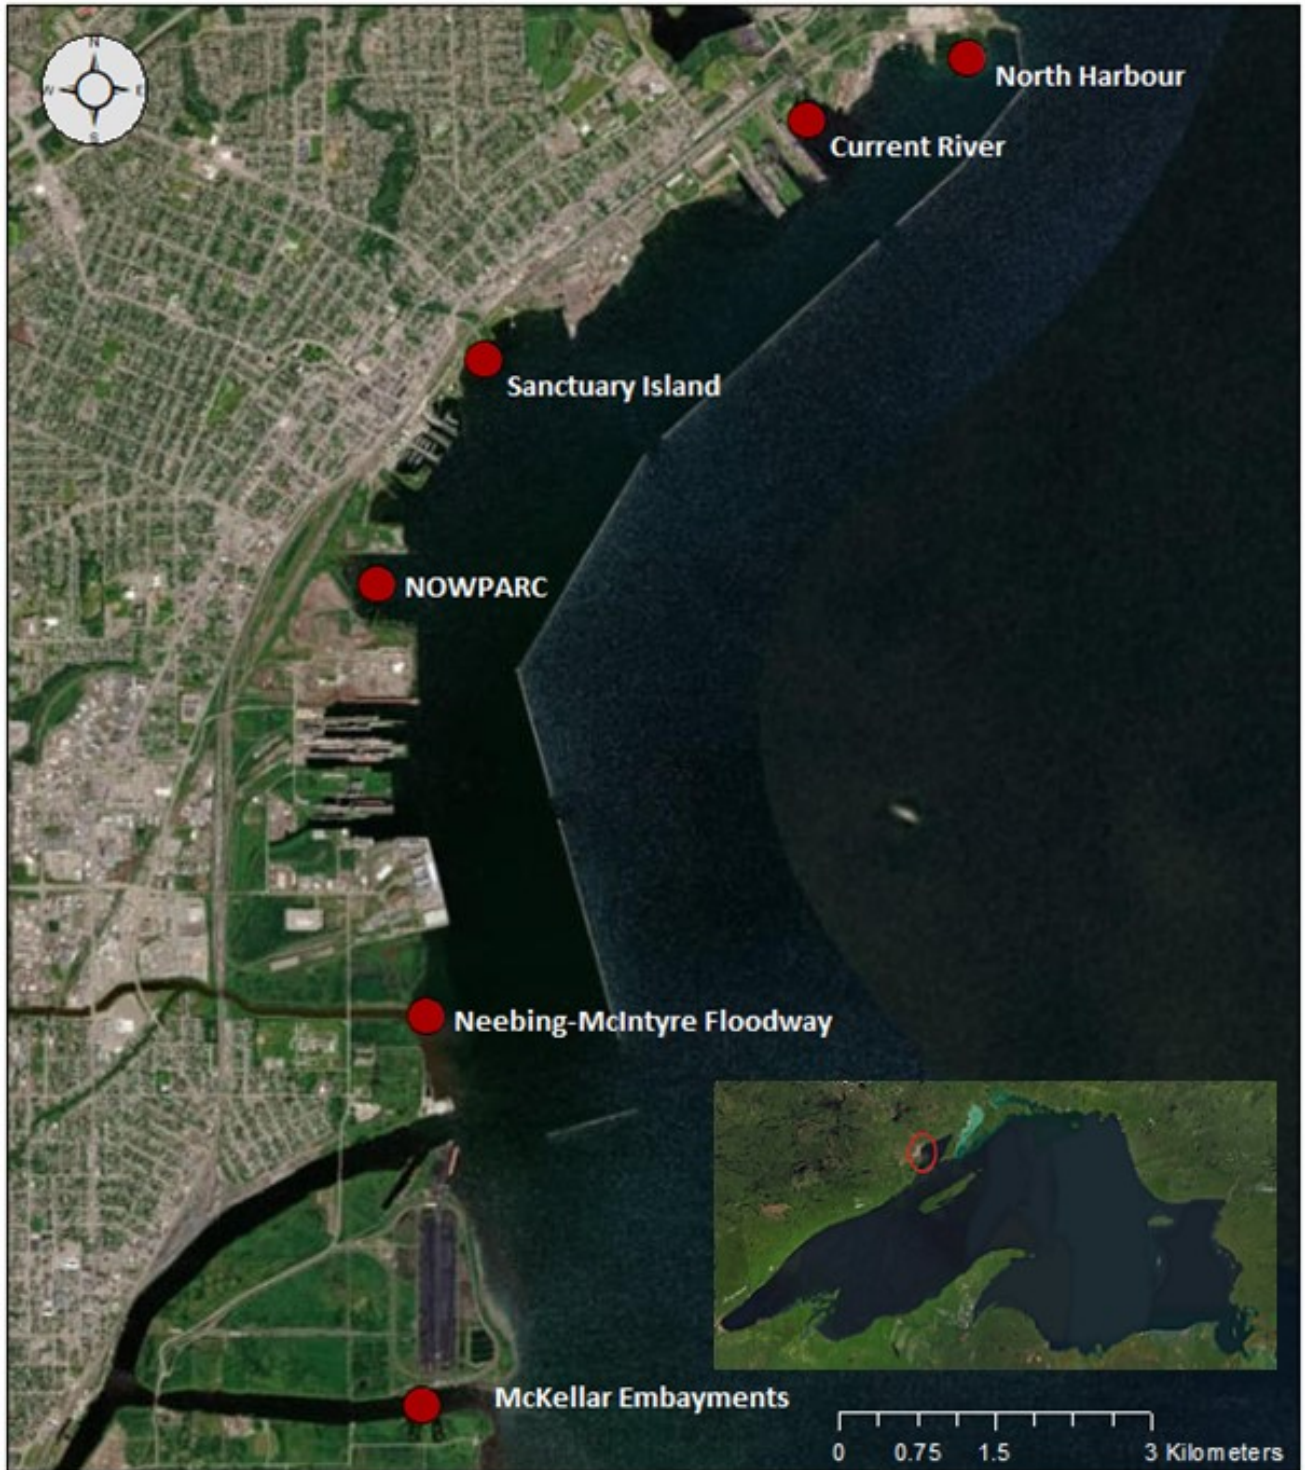 N
W E
S
North Harbour
Current River
Sanctuary Island
NOWPARC
Neebing-McIntyre Floodway
McKellar Embayments
0 0.75 1.5 3 Kilometers